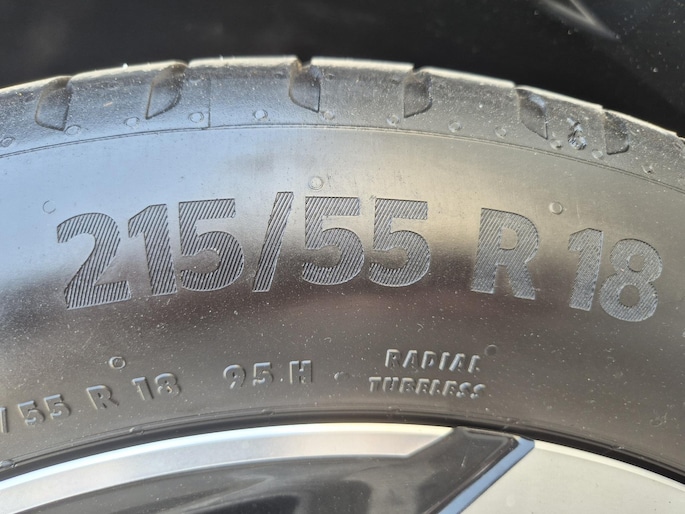 215/55 R 18
/55 R 18 95 H RADIAL
TUBELESS